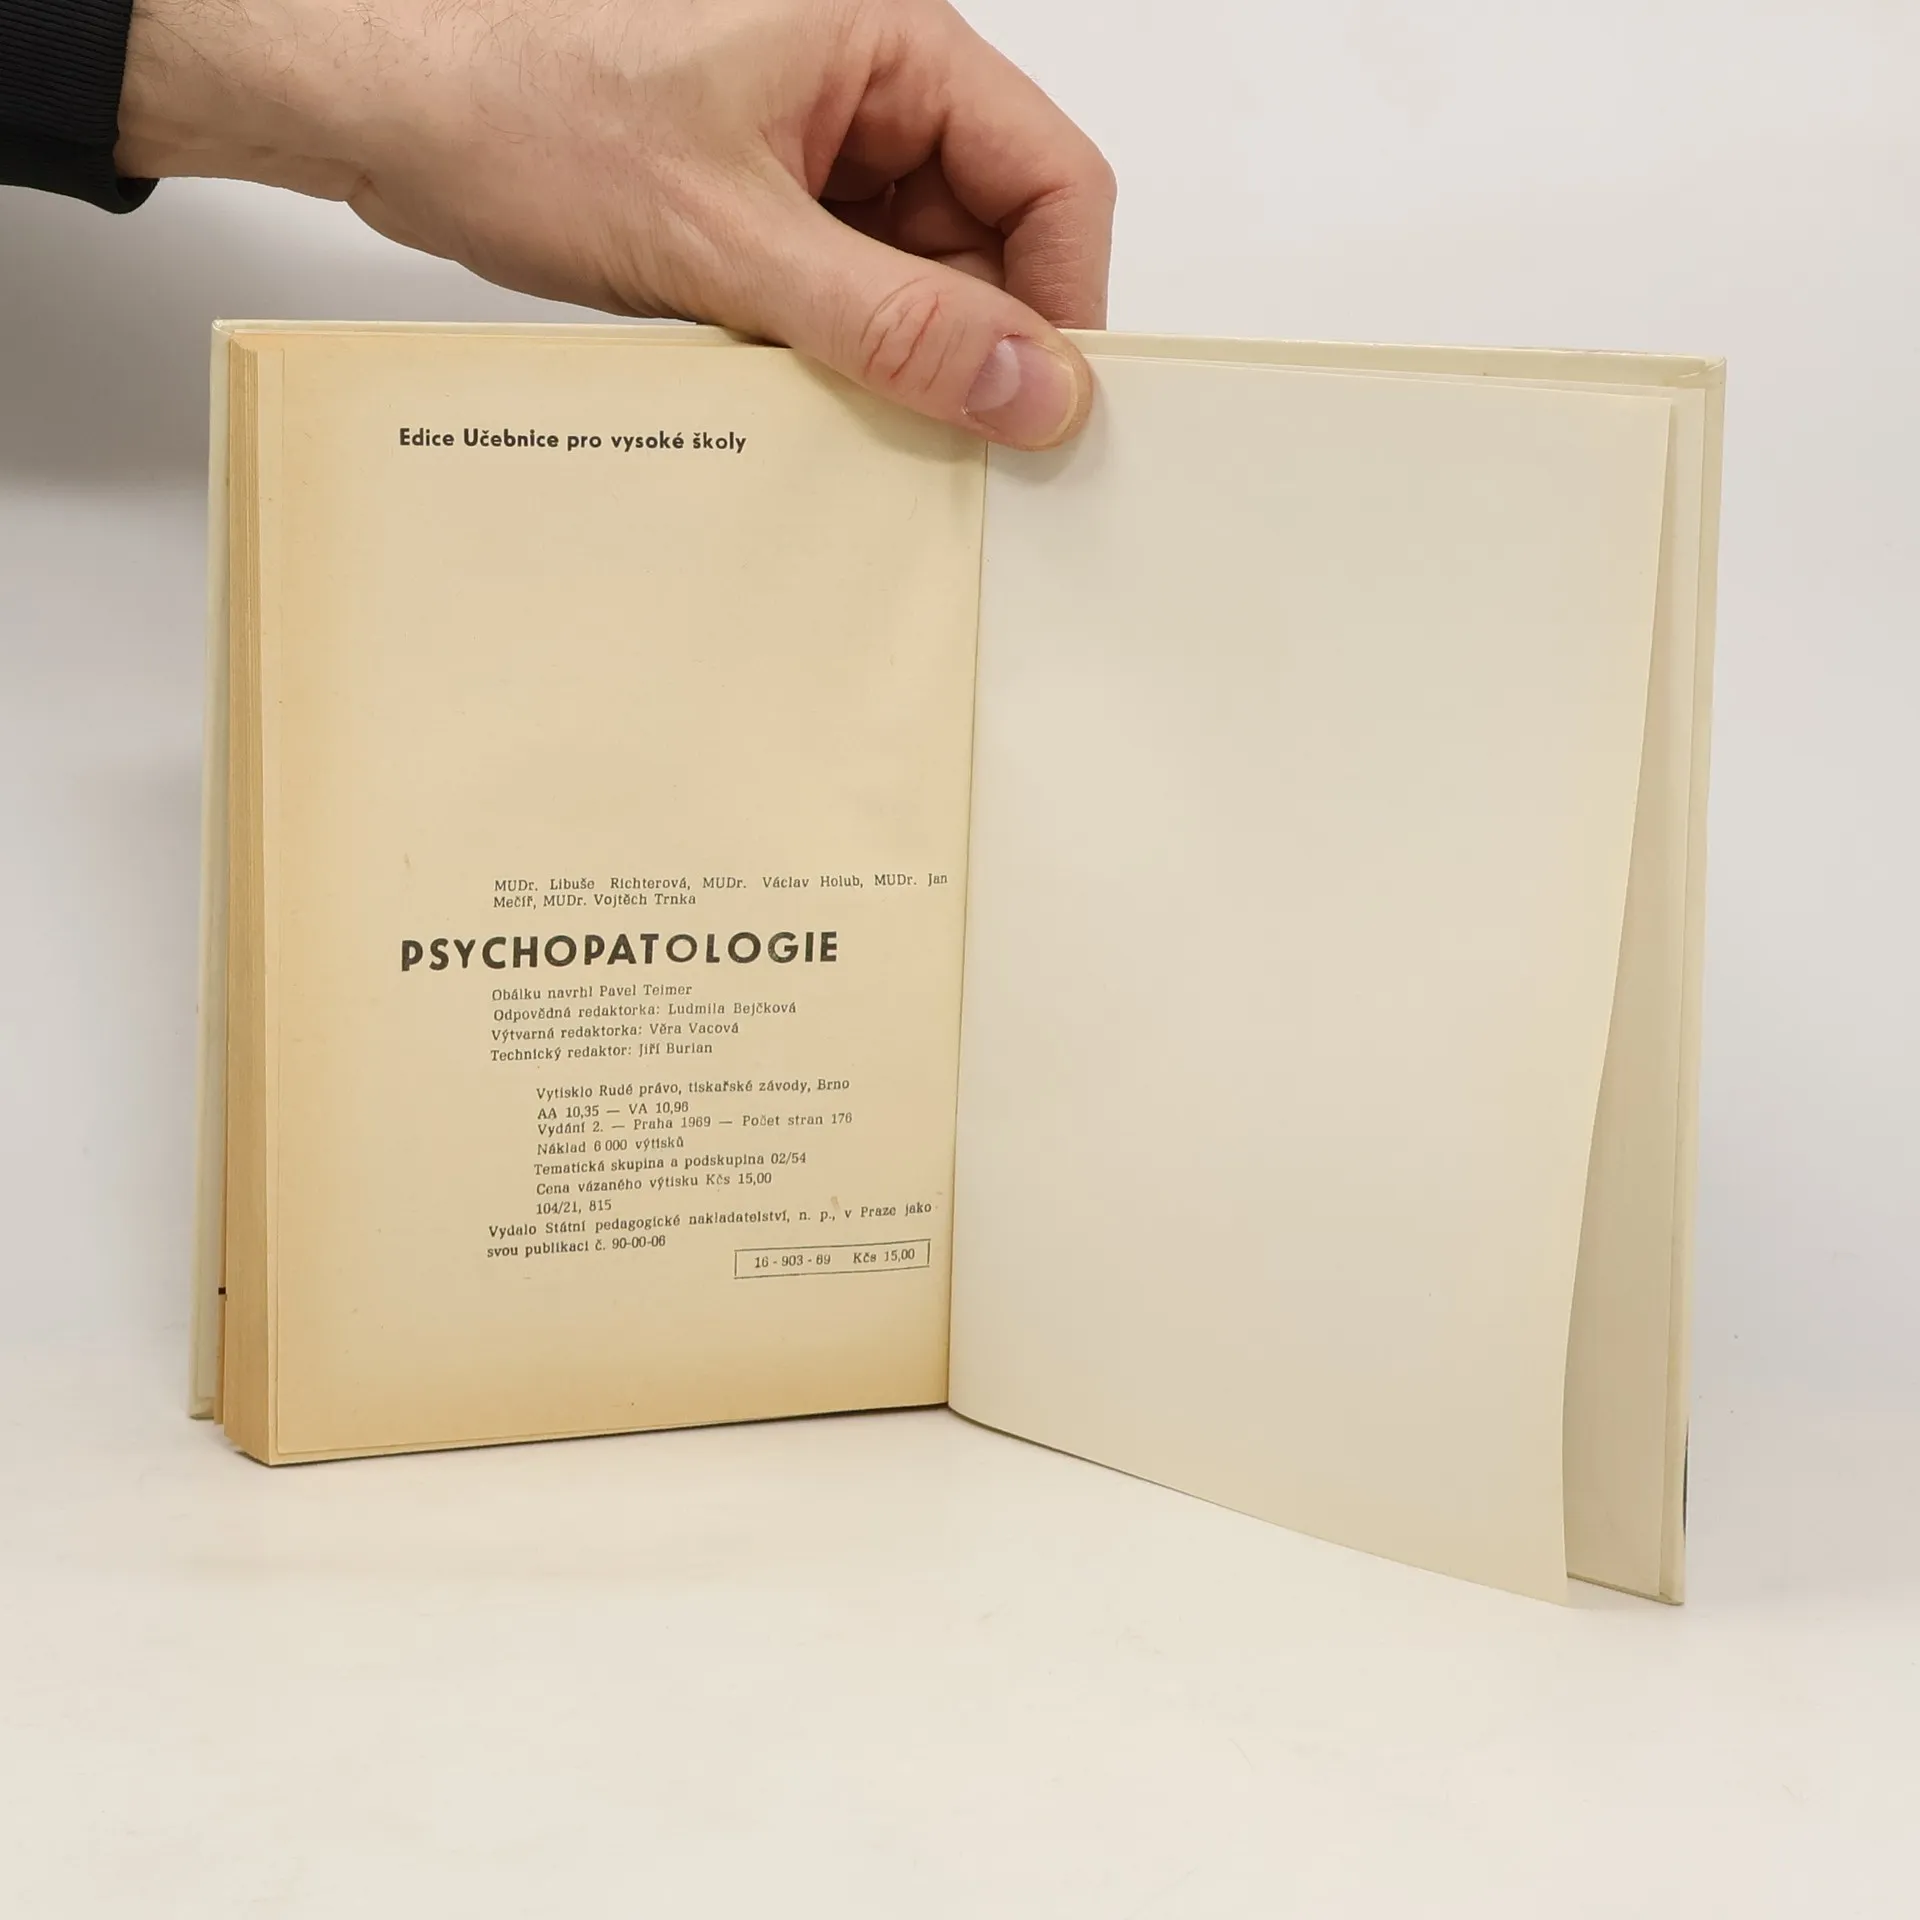 Edice Učebnice pro vysoké školy
MUDr. Libuše Richterová, MUDr. Václav Holub, MUDr. Jan
Mečíř, MUDr. Vojtěch Trnka
PSYCHOPATOLOGIE
Obálku navrhl Pavel Teimer
Odpovědná redaktorka: Ludmila Bejčková
Výtvarná redaktorka: Věra Vacová
Technický redaktor: Jiří Burian
Vytisklo Rudé právo, tiskařské závody, Brno
AA 10,35 — VA 10,96
Vydání 2. — Praha 1969 — Počet stran 176
Náklad 6 000 výtisků
Tematická skupina a podskupina 02/54
Cena vázaného výtisku Kčs 15,00
104/21, 815
Vydalo Státní pedagogické nakladatelství, n. p., v Praze jako
svou publikaci č. 90-00-06
16 - 903 - 69 Kčs 15,00